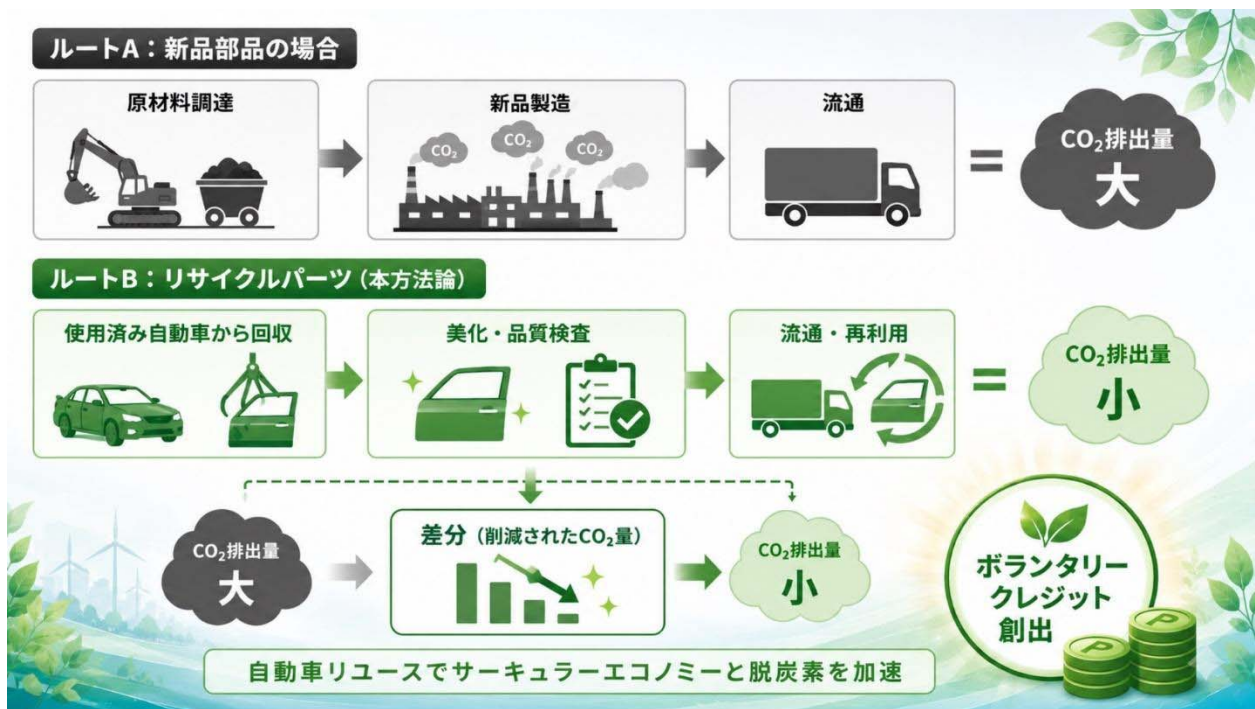 ルートA：新品部品の場合
原材料調達
新品製造
流通
CO₂
CO₂
CO₂
=
CO₂排出量
大
ルートB：リサイクルパーツ（本方法論）
使用済み自動車から回収
美化・品質検査
流通・再利用
=
CO₂排出量
小
CO₂排出量
大
差分（削減されたCO₂量）
CO₂排出量
小
ボランタリー
クレジット
創出
P
P
自動車リユースでサーキュラーエコノミーと脱炭素を加速